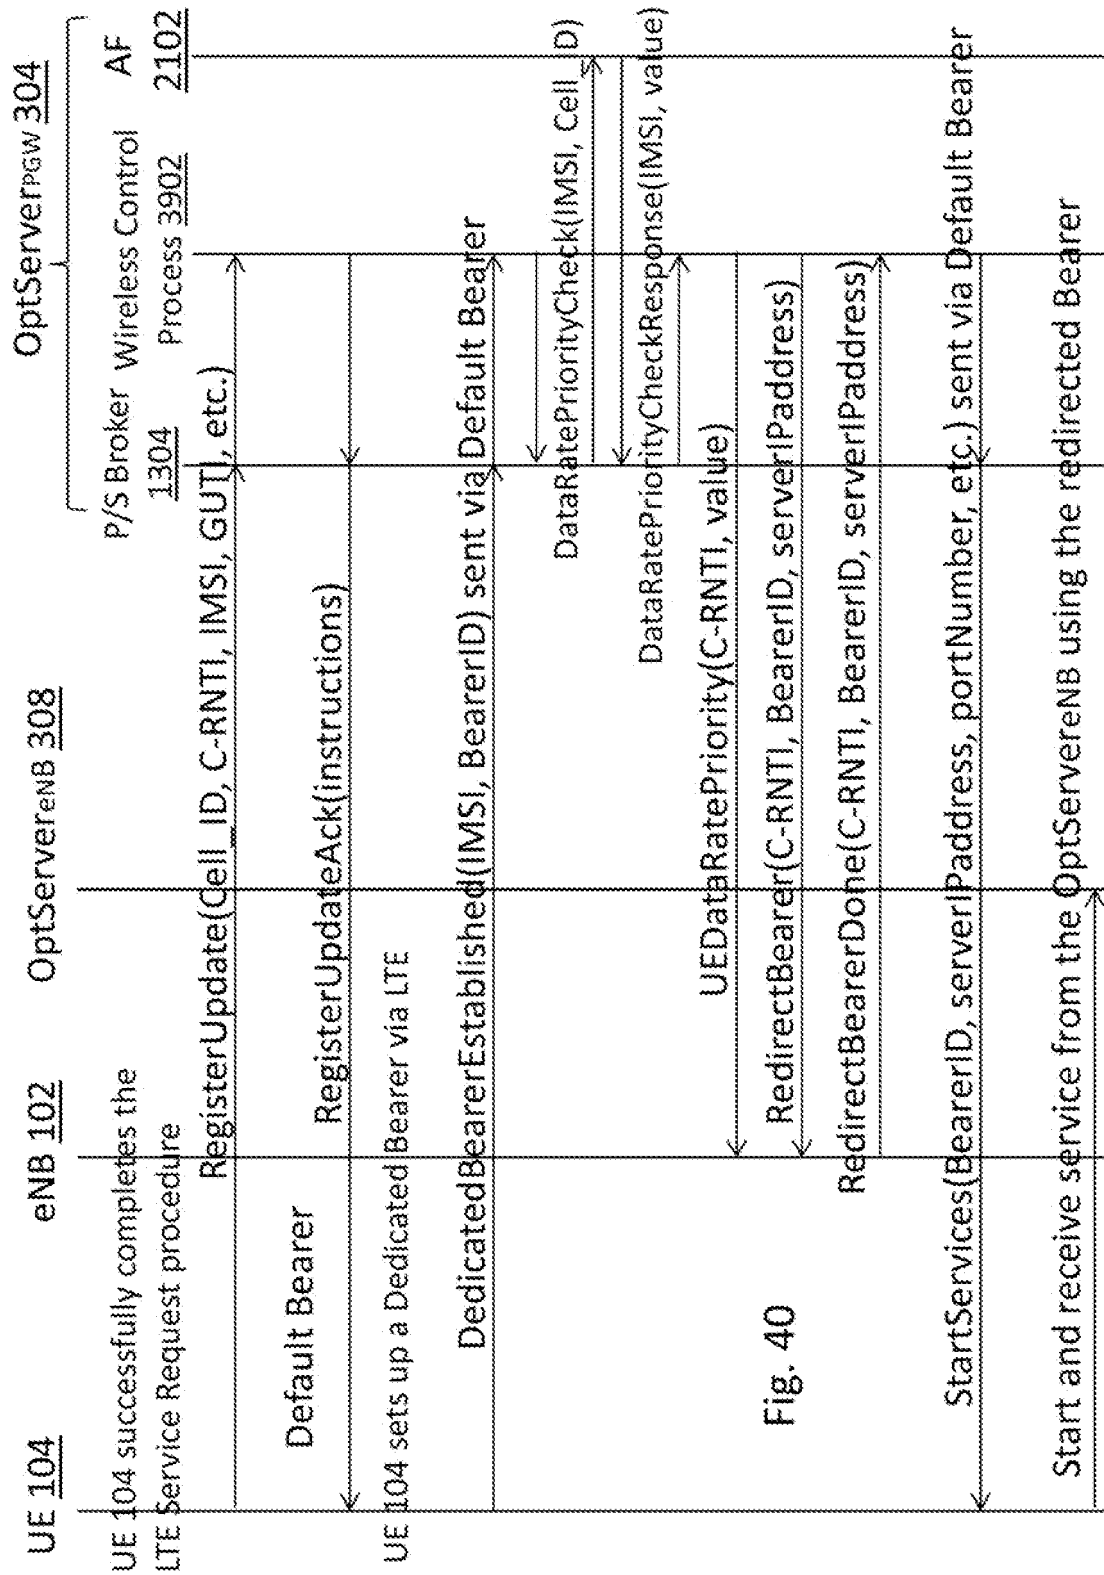 UE 104
eNB 102
OptServereNB 308
OptServerPGW 304
P/S Broker
1304
Wireless Control
Process 3902
AF
2102
UE 104 successfully completes the
LTE Service Request procedure
RegisterUpdate(Cell_ID, C-RNTI, IMSI, GUTI, etc.)
Default Bearer
RegisterUpdateAck(instructions)
UE 104 sets up a Dedicated Bearer via LTE
DedicatedBearerEstablished(IMSI, BearerID) sent via Default Bearer
DataRatePriorityCheck(IMSI, Cell_ID)
DataRatePriorityCheckResponse(IMSI, value)
UEDataRatePriority(C-RNTI, value)
RedirectBearer(C-RNTI, BearerID, serverIPaddress)
RedirectBearerDone(C-RNTI, BearerID, serverIPaddress)
StartServices(BearerID, serverIPaddress, portNumber, etc.) sent via Default Bearer
Start and receive service from the OptServereNB using the redirected Bearer
Fig. 40